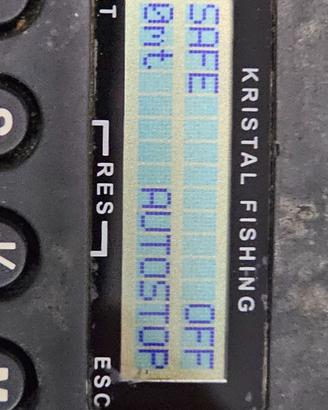 KRISTAL FISHING
SAFE OFF
0mt AUTOSTOP
T RES ESC